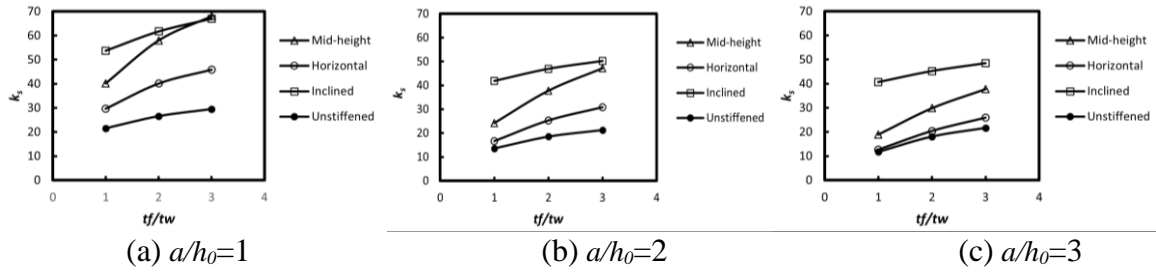 70
60
50
40
30
20
10
0
k_s
0 1 2 3 4
tf/tw
Mid-height
Horizontal
Inclined
Unstiffened
(a) a/h_0=1
70
60
50
40
30
20
10
0
k_s
0 1 2 3 4
tf/tw
Mid-height
Horizontal
Inclined
Unstiffened
(b) a/h_0=2
70
60
50
40
30
20
10
0
k_s
0 1 2 3 4
tf/tw
Mid-height
Horizontal
Inclined
Unstiffened
(c) a/h_0=3